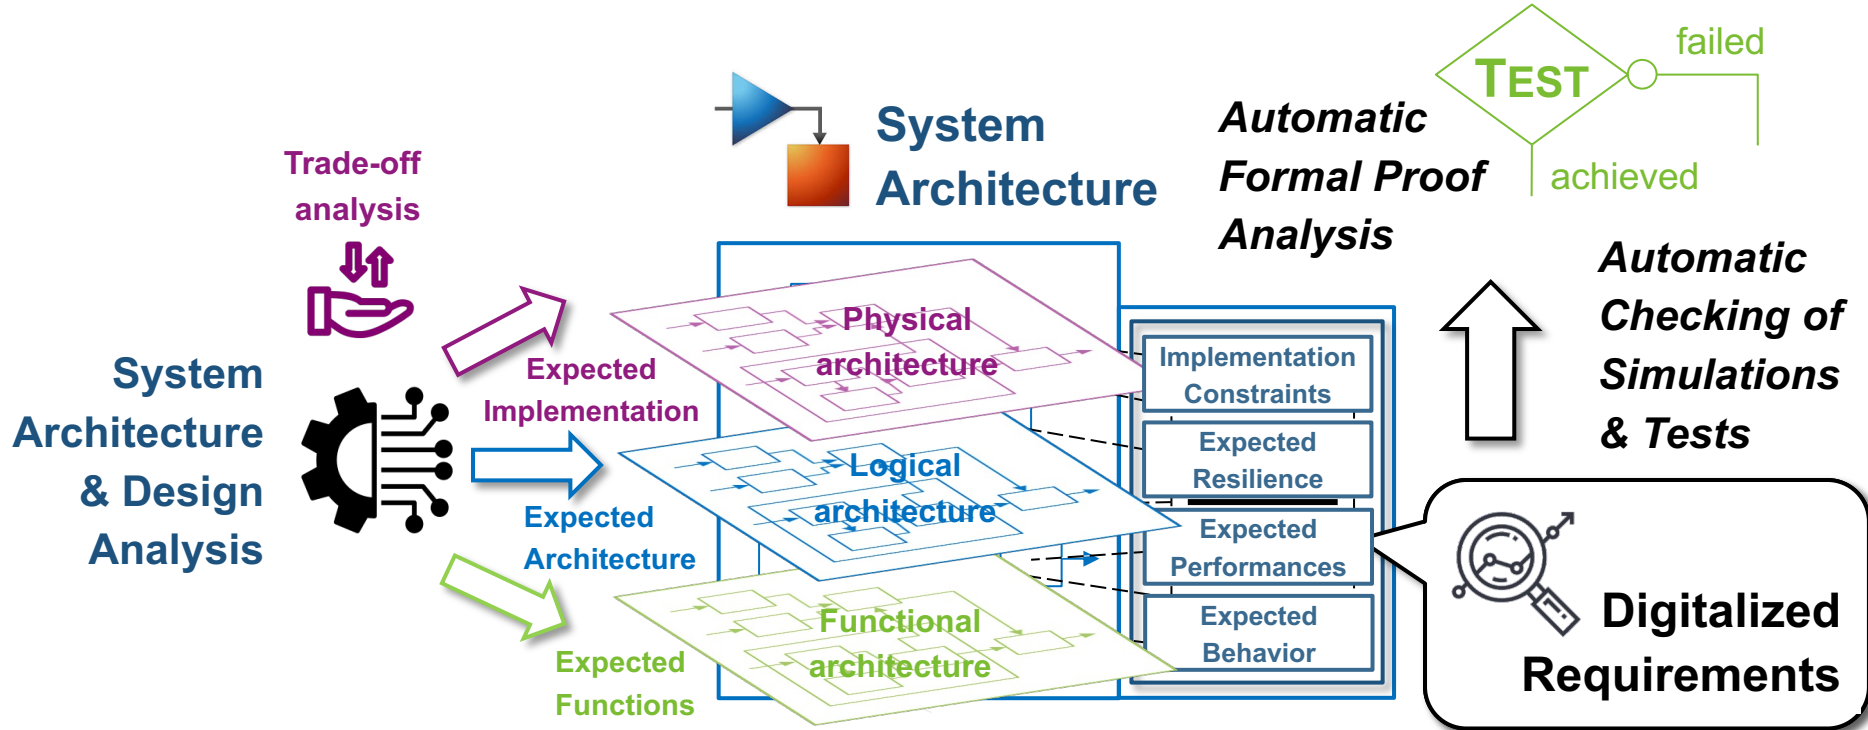 TEST
failed
achieved
System
Architecture
Automatic
Formal Proof
Analysis
Trade-off
analysis
Automatic
Checking of
Simulations
& Tests
System
Architecture
& Design
Analysis
Expected
Implementation
Expected
Architecture
Expected
Functions
Physical
architecture
Logical
architecture
Functional
architecture
Implementation
Constraints
Expected
Resilience
Expected
Performances
Expected
Behavior
Digitalized
Requirements